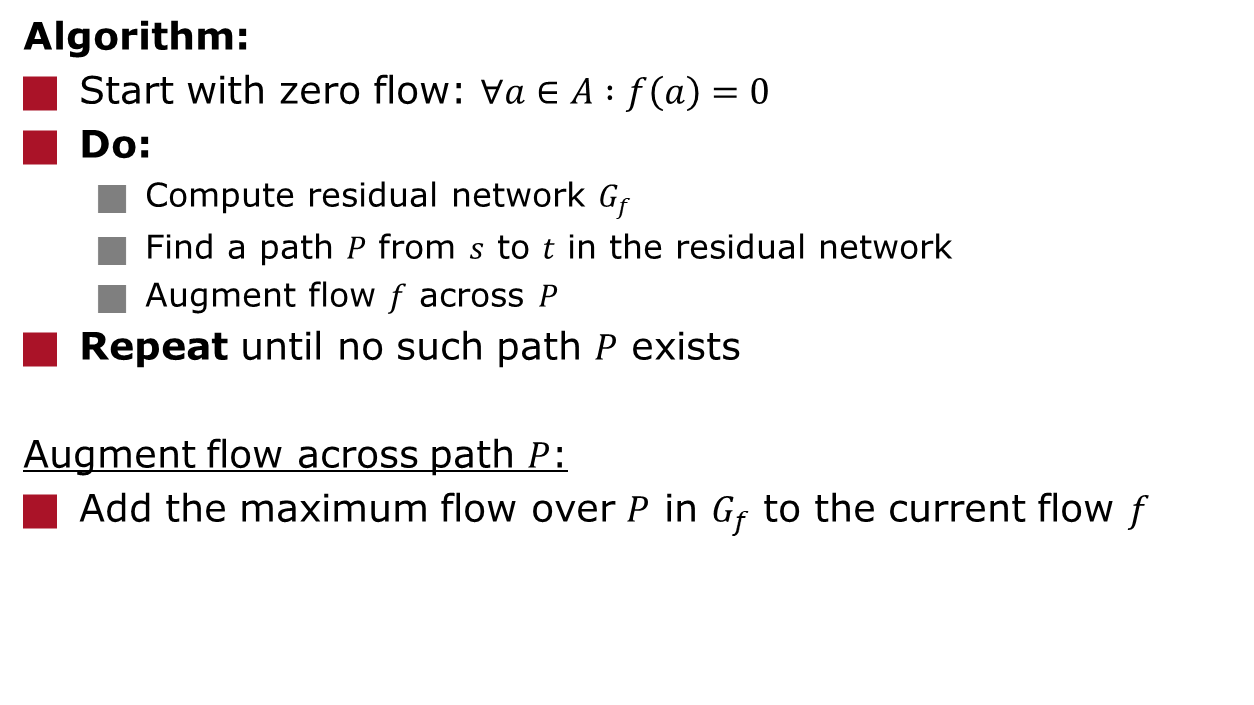 Algorithm:
Start with zero flow: ∀𝑎 ∈ 𝐴 : 𝑓(𝑎) = 0
Do:
Compute residual network 𝐺𝑓
Find a path 𝑃 from 𝑠 to 𝑡 in the residual network
Augment flow 𝑓 across 𝑃
Repeat until no such path 𝑃 exists
Augment flow across path 𝑃:
Add the maximum flow over 𝑃 in 𝐺𝑓 to the current flow 𝑓